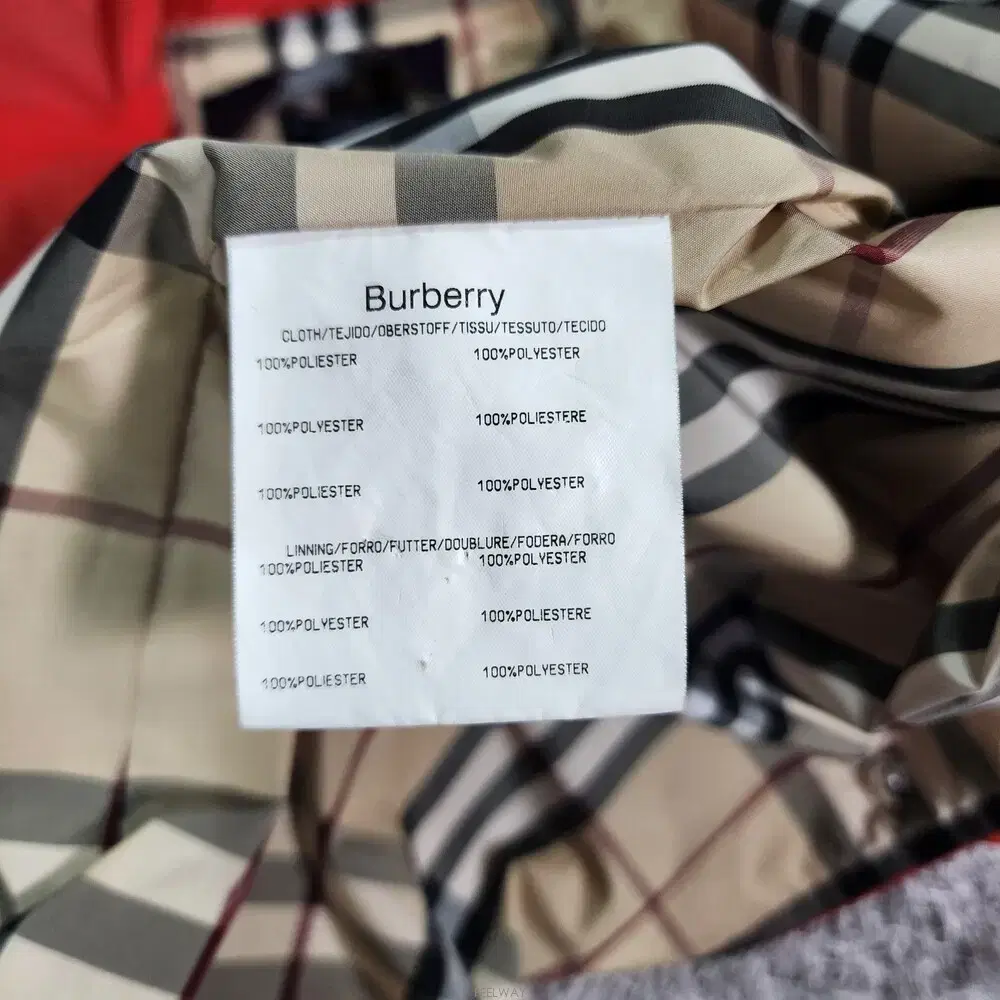 Burberry
CLOTH/TEJIDO/OBERSTOFF/TISSU/TESSUTO/TECIDO
100%POLIESTER 100%POLYESTER
100%POLYESTER 100%POLIESTERE
100%POLIESTER 100%POLYESTER
LINNING/FORRO/FUTTER/DOUBLURE/FODERA/FORRO
100%POLIESTER 100%POLYESTER
100%POLYESTER 100%POLIESTERE
100%POLIESTER 100%POLYESTER
FEELWAY